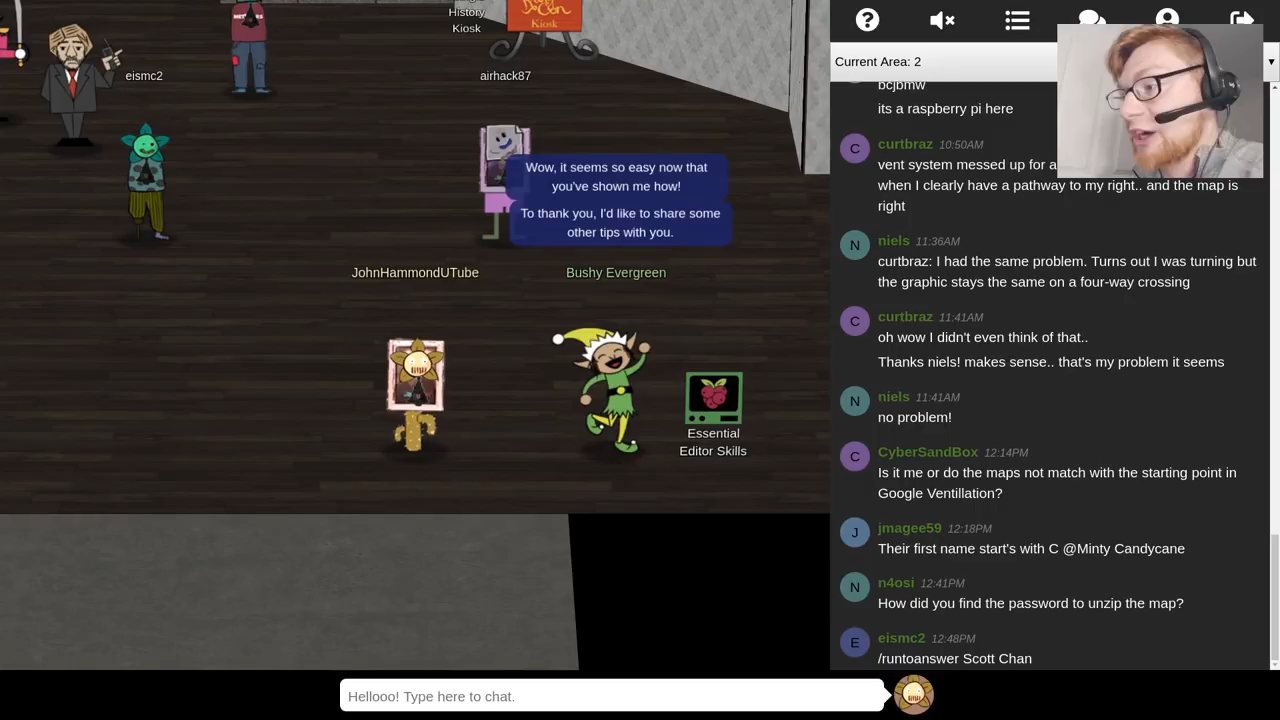 History
Kiosk
Kiosk
eismc2
airhack87
Wow, it seems so easy now that
you've shown me how!
To thank you, I'd like to share some
other tips with you.
JohnHammondUTube
Bushy Evergreen
Essential
Editor Skills
Current Area: 2
bcjbmw
its a raspberry pi here
C
curtbraz 10:50AM
vent system messed up for a
when I clearly have a pathway to my right.. and the map is
right
N
niels 11:36AM
curtbraz: I had the same problem. Turns out I was turning but
the graphic stays the same on a four-way crossing
C
curtbraz 11:41AM
oh wow I didn't even think of that..
Thanks niels! makes sense.. that's my problem it seems
N
niels 11:41AM
no problem!
C
CyberSandBox 12:14PM
Is it me or do the maps not match with the starting point in
Google Ventillation?
J
jmagee59 12:18PM
Their first name start's with C @Minty Candycane
N
n4osi 12:41PM
How did you find the password to unzip the map?
E
eismc2 12:48PM
/runtoanswer Scott Chan
Hellooo! Type here to chat.